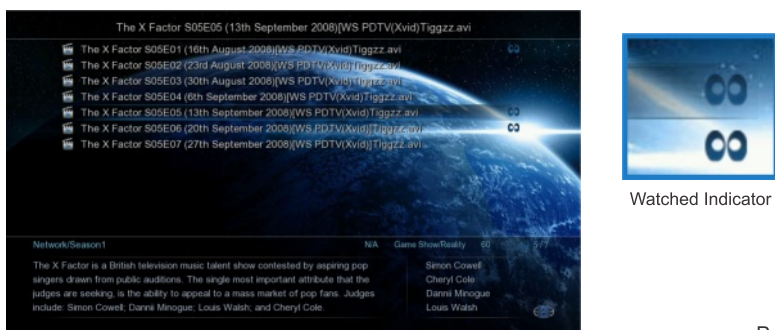 The X Factor S05E05 (13th September 2008)[WS PDTV(Xvid)Tiggzz.avi
The X Factor S05E01 (16th August 2008)[WS PDTV(Xvid)Tiggzz.avi
The X Factor S05E02 (23rd August 2008)[WS PDTV(Xvid)Tiggzz.avi
The X Factor S05E03 (30th August 2008)[WS PDTV(Xvid)Tiggzz.avi
The X Factor S05E04 (6th September 2008)[WS PDTV(Xvid)Tiggzz.avi
The X Factor S05E05 (13th September 2008)[WS PDTV(Xvid)Tiggzz.avi
The X Factor S05E06 (20th September 2008)[WS PDTV(Xvid)]Tiggzz.avi
The X Factor S05E07 (27th September 2008)[WS PDTV(Xvid)]Tiggzz.avi
Watched Indicator
Network/Season1 N/A Game Show/Reality 60 5/7
The X Factor is a British television music talent show contested by aspiring pop
singers drawn from public auditions. The single most important attribute that the
judges are seeking, is the ability to appeal to a mass market of pop fans. Judges
include: Simon Cowell; Dannii Minogue; Louis Walsh; and Cheryl Cole.
Simon Cowell
Cheryl Cole
Dannii Minogue
Louis Walsh